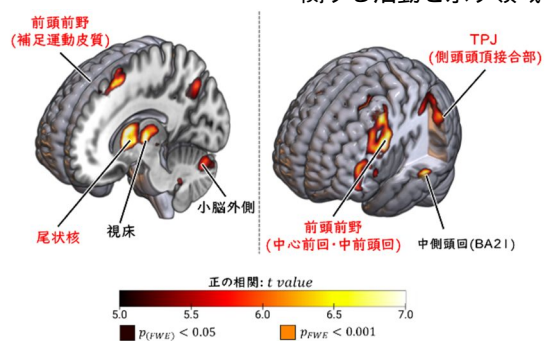 前頭前野
(補足運動皮質)
尾状核
視床
小脳外側
TPJ
(側頭頭頂接合部)
前頭前野
(中心前回・中前頭回)
中側頭回(BA21)
正の相関: t value
5.0 5.5 6.0 6.5 7.0
p(FWE) < 0.05 pFWE < 0.001